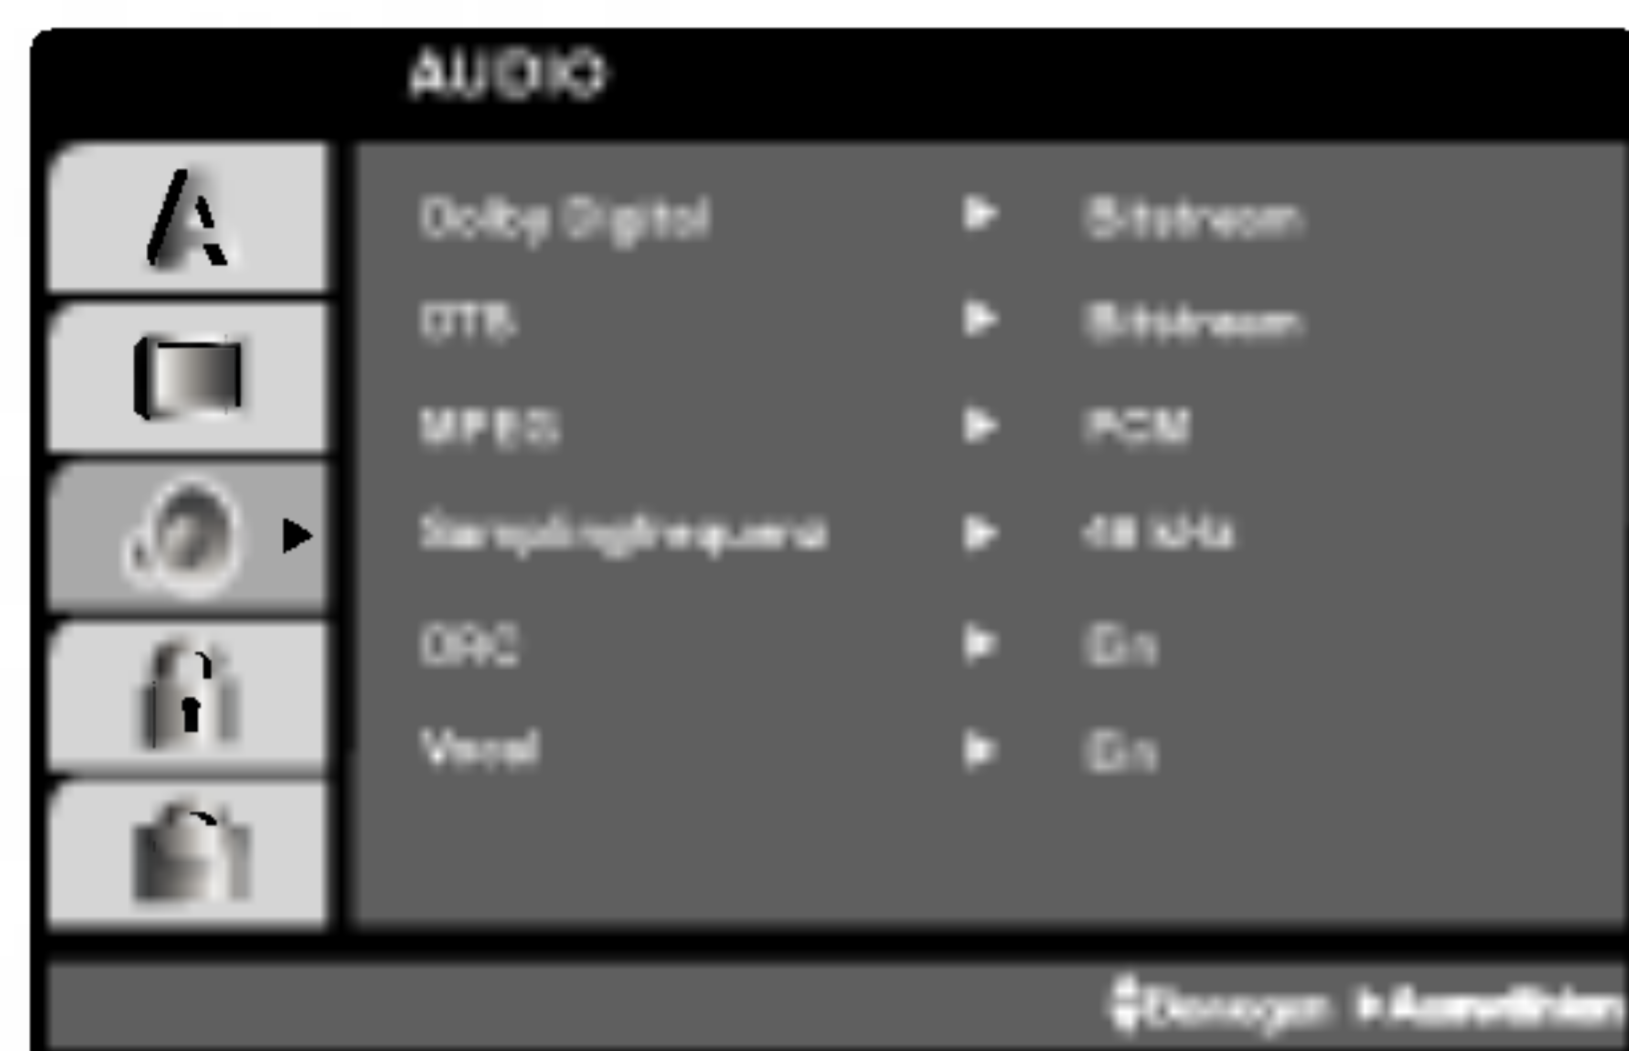 AUDIO
Dolby Digital Bitstream
DTS Bitstream
MPEG PCM
Samplingfrequenz 48 kHz
DRC Ein
Vocal Ein
Bewegen Auswählen